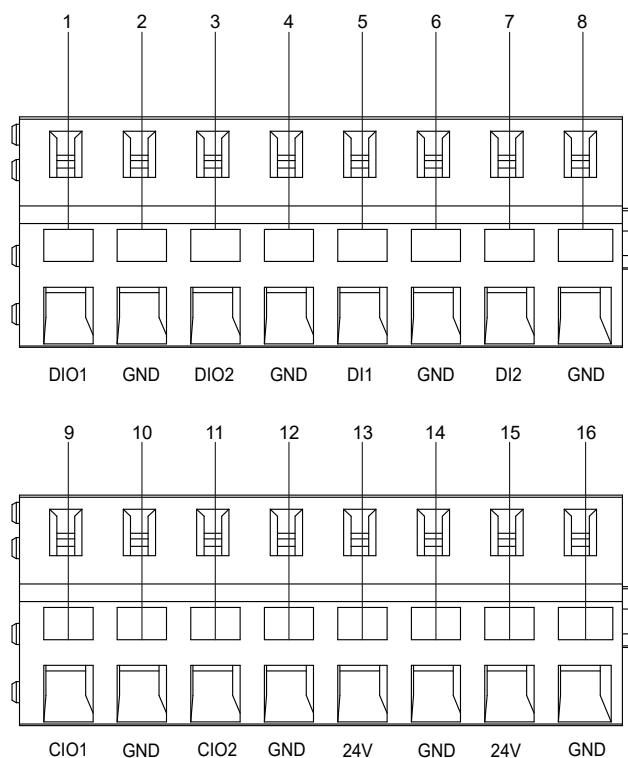 1 2 3 4 5 6 7 8
DIO1 GND DIO2 GND DI1 GND DI2 GND
9 10 11 12 13 14 15 16
CIO1 GND CIO2 GND 24V GND 24V GND